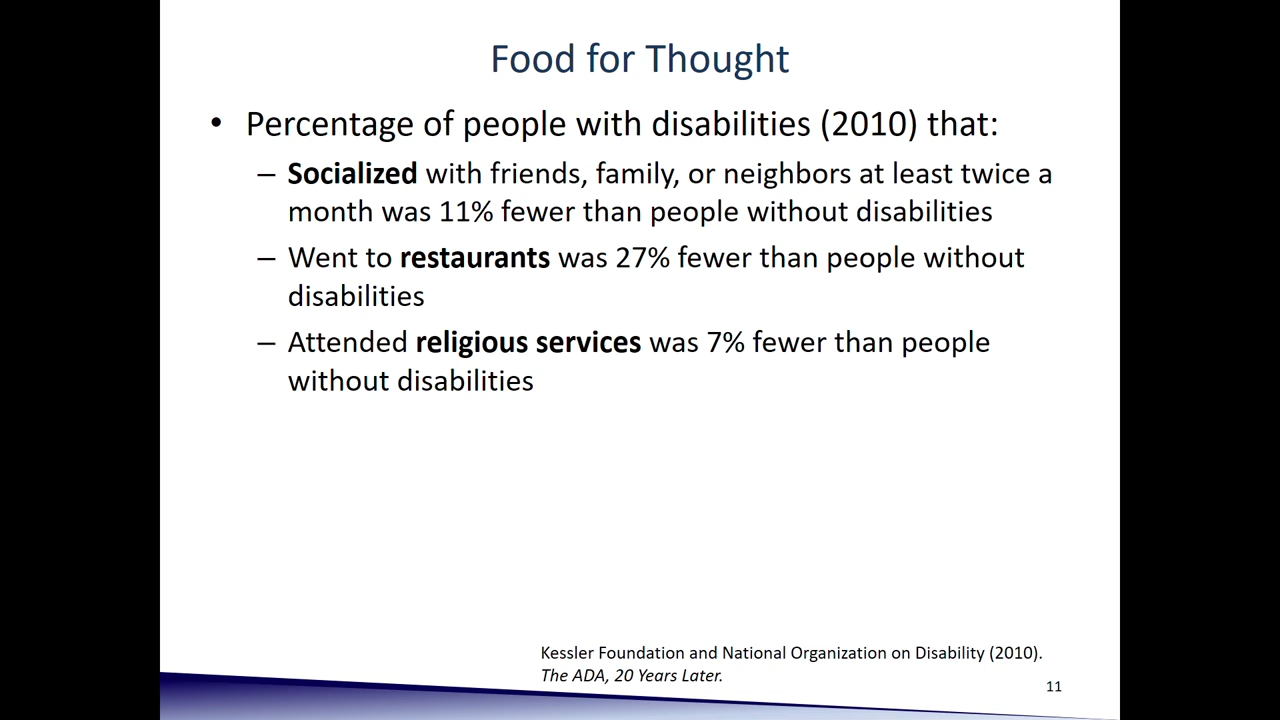 Food for Thought
• Percentage of people with disabilities (2010) that:
– Socialized with friends, family, or neighbors at least twice a
month was 11% fewer than people without disabilities
– Went to restaurants was 27% fewer than people without
disabilities
– Attended religious services was 7% fewer than people
without disabilities
Kessler Foundation and National Organization on Disability (2010).
The ADA, 20 Years Later.
11